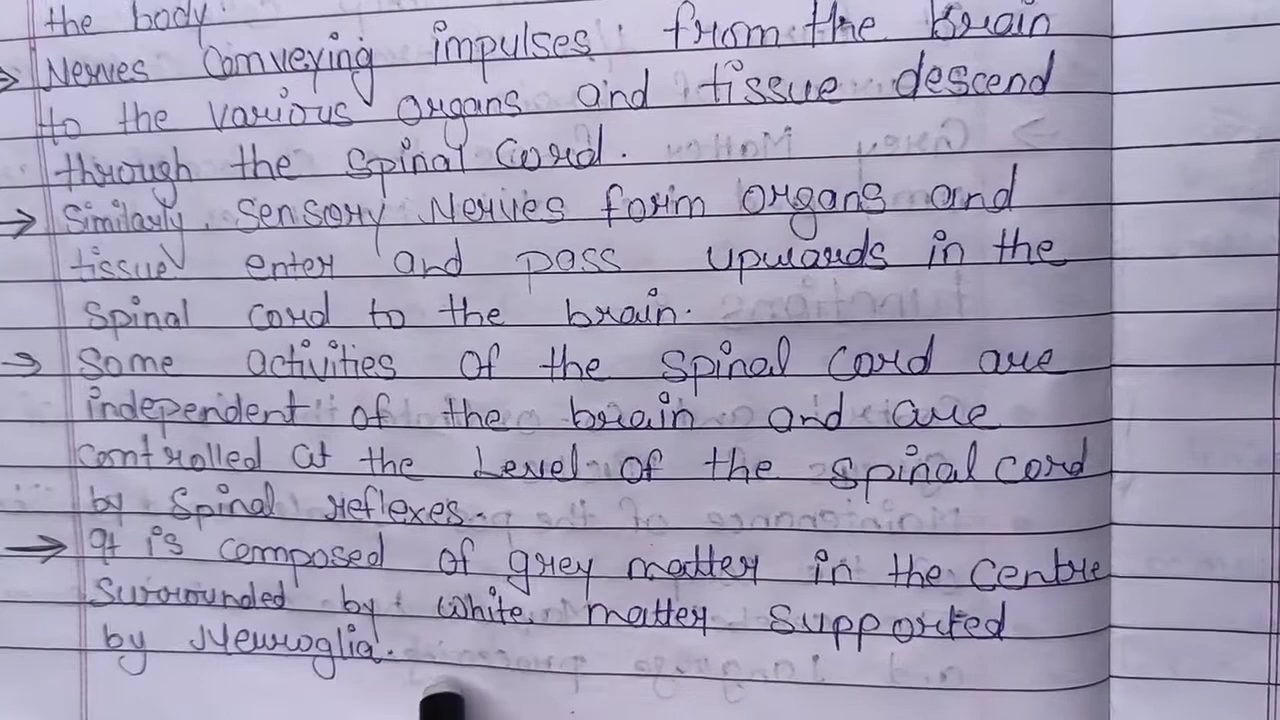 the body.
→ Nerves Conveying impulses from the brain
to the various organs and tissue descend
through the spinal cord.
→ Similarly, sensory Nerves form organs and
tissue enter and pass upwards in the
spinal cord to the brain.
→ Some activities of the spinal cord are
independent of the brain and are
controlled at the Level of the spinal cord
by spinal reflexes.
→ It is composed of grey matter in the centre
Surrounded by white matter supported
by Neuroglia.